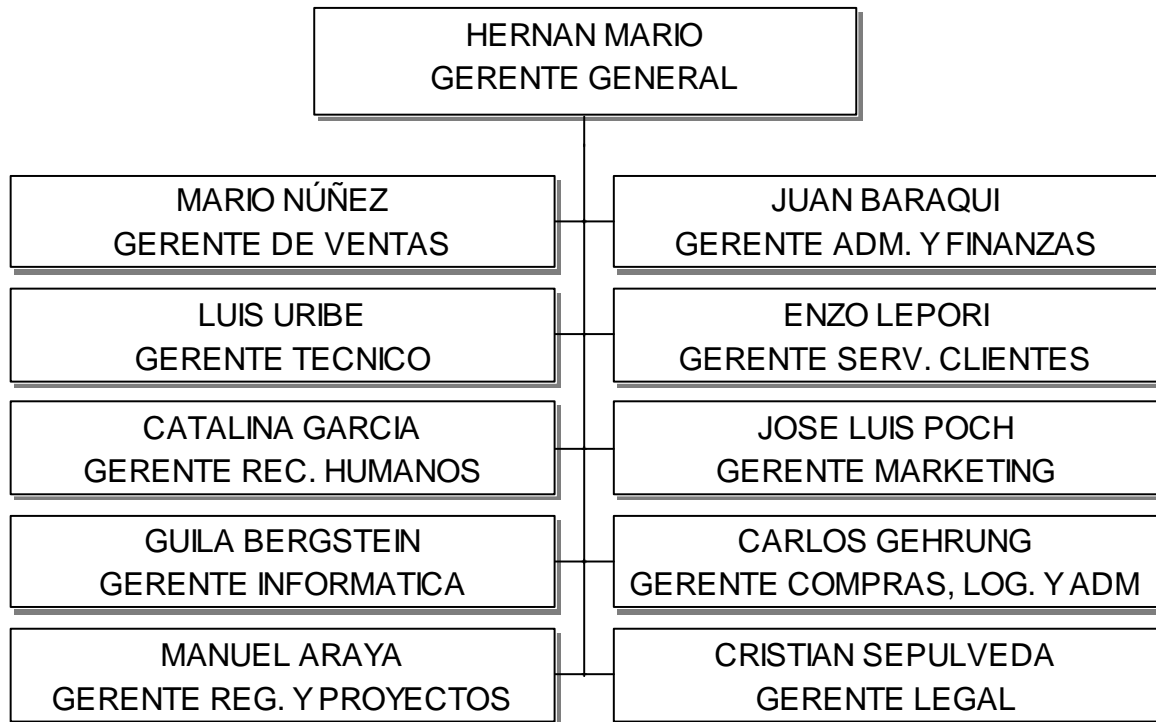 HERNAN MARIO
GERENTE GENERAL
MARIO NÚÑEZ
GERENTE DE VENTAS
JUAN BARAQUI
GERENTE ADM. Y FINANZAS
LUIS URIBE
GERENTE TECNICO
ENZO LEPORI
GERENTE SERV. CLIENTES
CATALINA GARCIA
GERENTE REC. HUMANOS
JOSE LUIS POCH
GERENTE MARKETING
GUILA BERGSTEIN
GERENTE INFORMATICA
CARLOS GEHRUNG
GERENTE COMPRAS, LOG. Y ADM
MANUEL ARAYA
GERENTE REG. Y PROYECTOS
CRISTIAN SEPULVEDA
GERENTE LEGAL